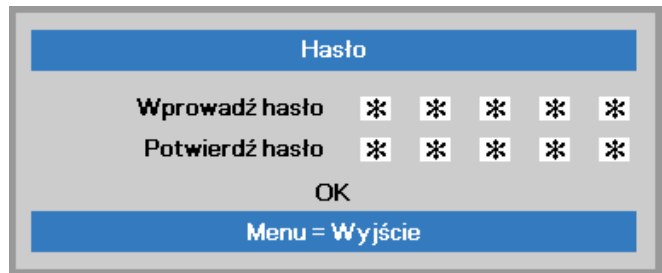 Hasło
Wprowadź hasło * * * * *
Potwierdź hasło * * * * *
OK
Menu = Wyjście